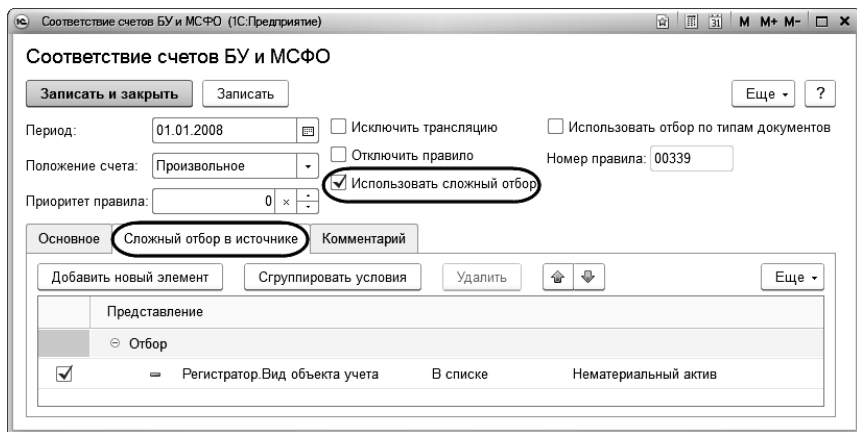 Соответствие счетов БУ и МСФО (1С:Предприятие)
31 M M+ M-
Соответствие счетов БУ и МСФО
Записать и закрыть Записать Еще ?
Период: 01.01.2008 Исключить трансляцию Использовать отбор по типам документов
Положение счета: Произвольное Отключить правило Номер правила: 00339
Использовать сложный отбор
Приоритет правила: 0 ×
Основное Сложный отбор в источнике Комментарий
Добавить новый элемент Сгруппировать условия Удалить Еще
Представление
Отбор
Регистратор.Вид объекта учета В списке Нематериальный актив